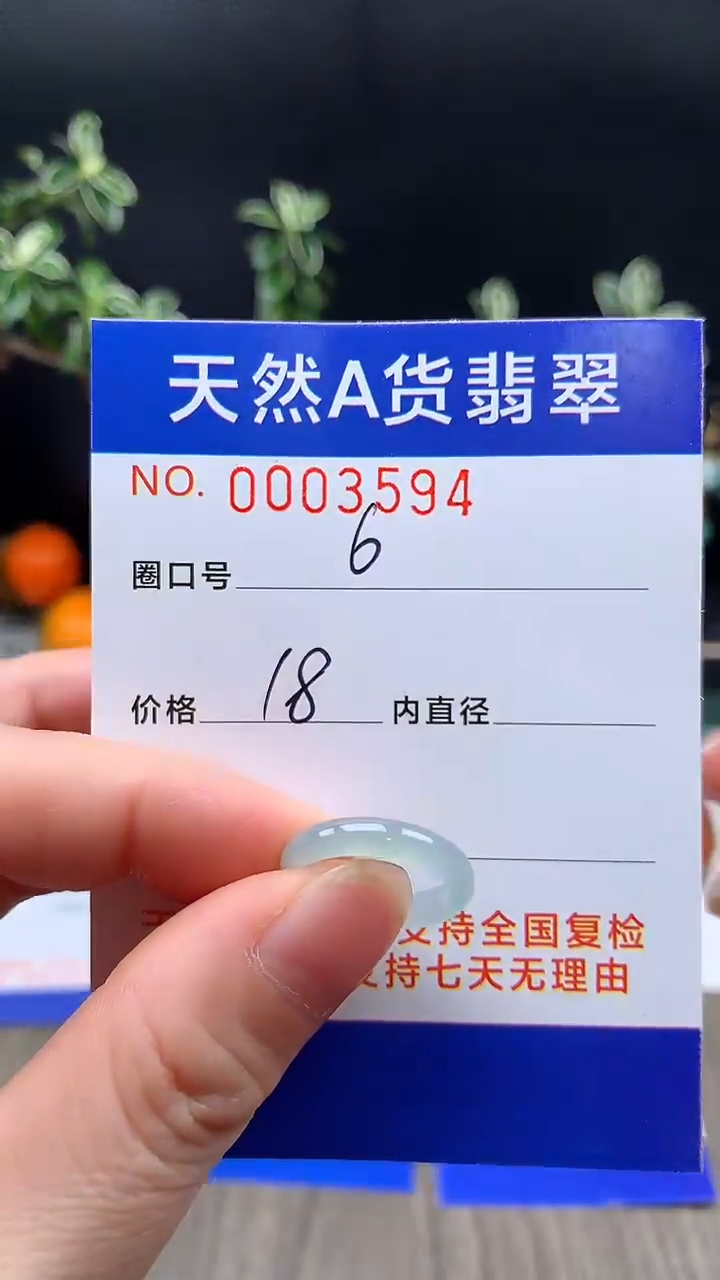 天然A货翡翠
NO. 0003594
圈口号 6
价格 18 内直径
支持全国复检
支持七天无理由